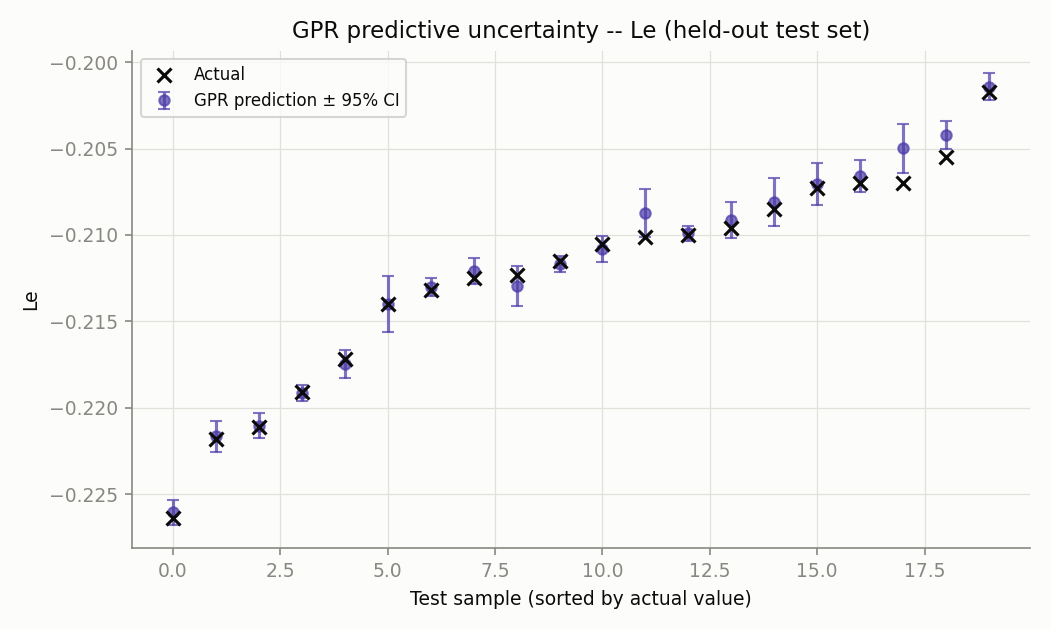 GPR predictive uncertainty -- Le (held-out test set)
Actual
GPR prediction ± 95% CI
−0.200
−0.205
−0.210
−0.215
−0.220
−0.225
Le
0.0 2.5 5.0 7.5 10.0 12.5 15.0 17.5
Test sample (sorted by actual value)